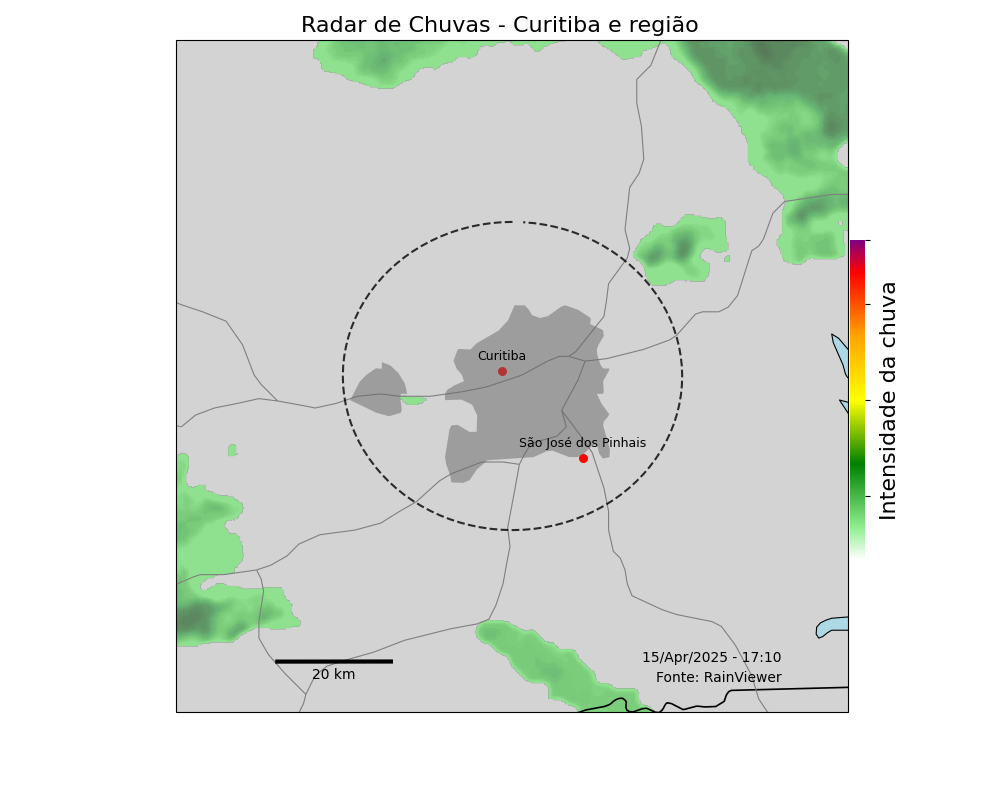 Radar de Chuvas - Curitiba e região
Curitiba
São José dos Pinhais
Intensidade da chuva
15/Apr/2025 - 17:10
Fonte: RainViewer
20 km